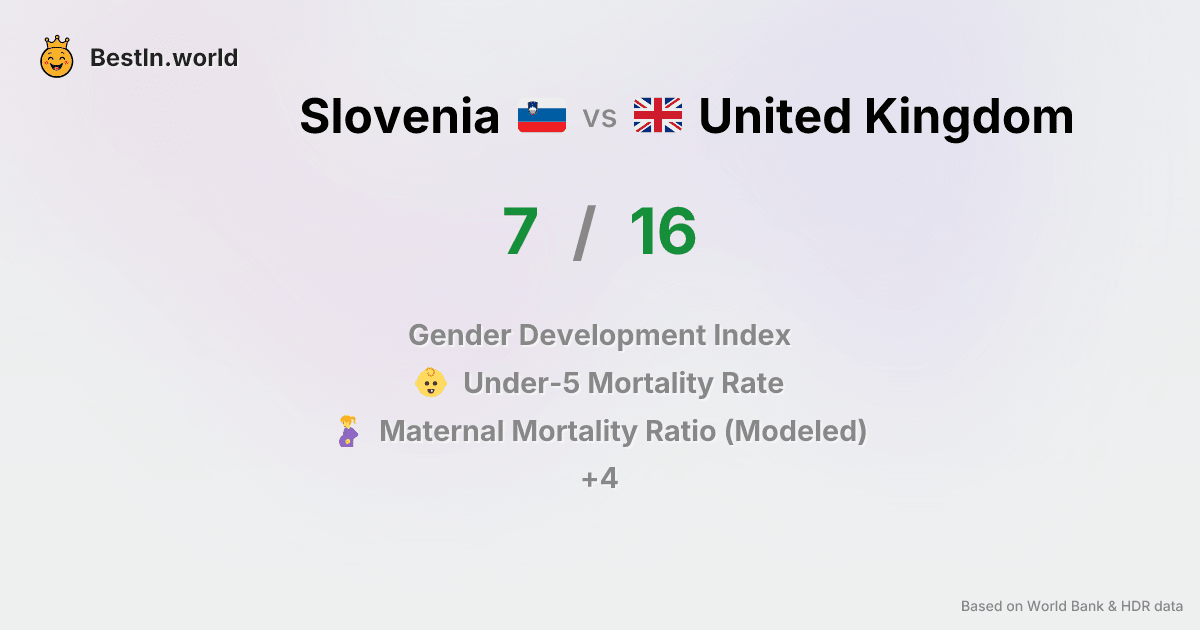 BestIn.world
Slovenia vs United Kingdom
7 / 16
Gender Development Index
Under-5 Mortality Rate
Maternal Mortality Ratio (Modeled)
+4
Based on World Bank & HDR data